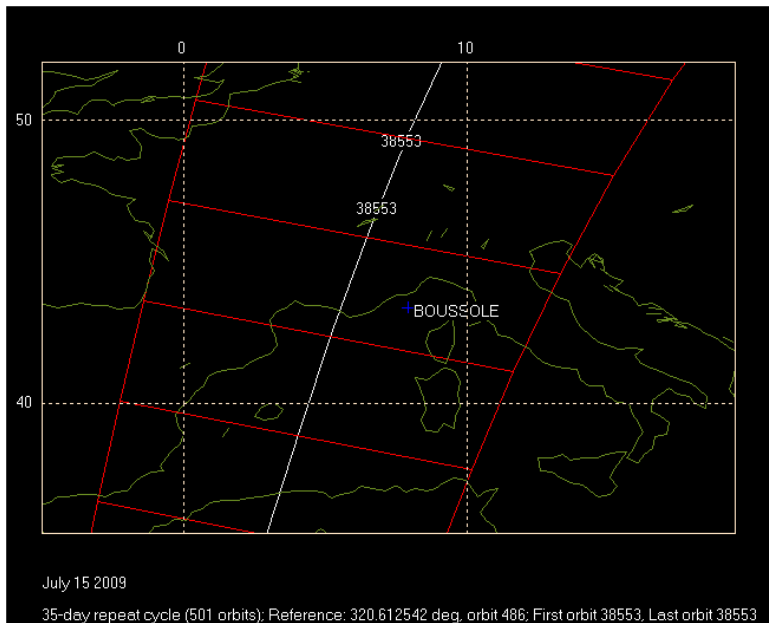 0 10
50
38553
38553
BOUSSOLE
40
July 15 2009
35-day repeat cycle (501 orbits); Reference: 320.612542 deg, orbit 486; First orbit 38553, Last orbit 38553